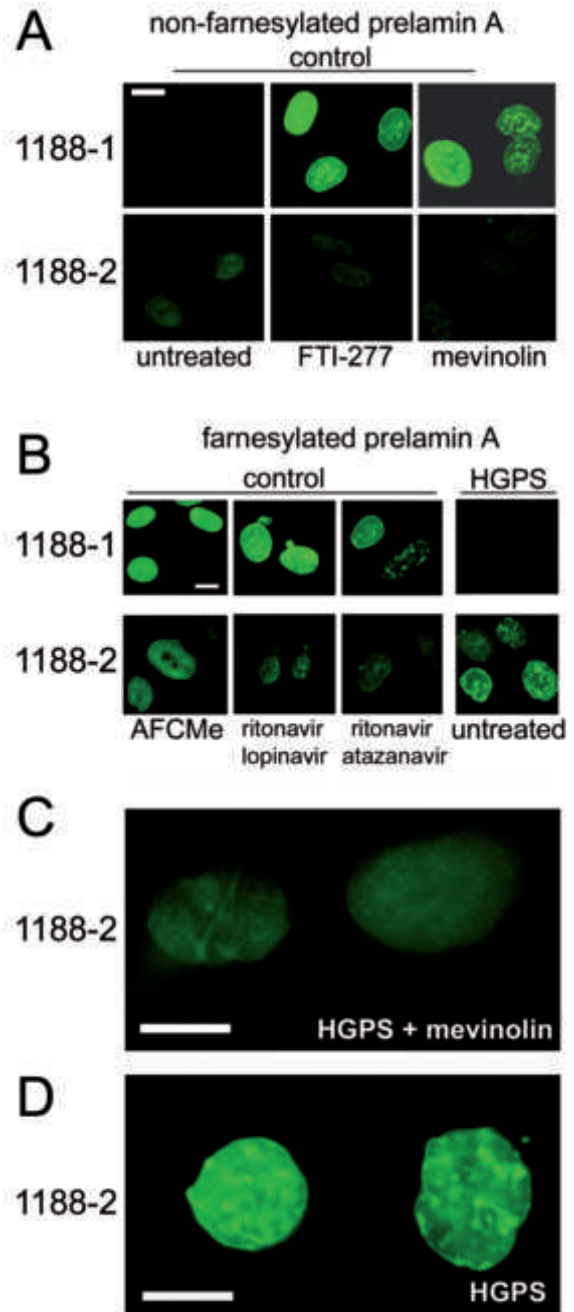 A
non-farnesylated prelamin A
control
1188-1
1188-2
untreated FTI-277 mevinolin
B
farnesylated prelamin A
control HGPS
1188-1
1188-2
AFCMe ritonavir lopinavir ritonavir atazanavir untreated
C
1188-2
HGPS + mevinolin
D
1188-2
HGPS